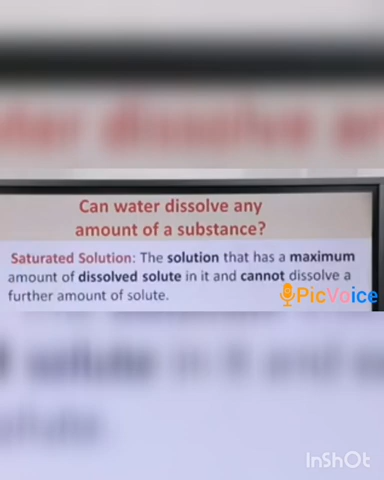 Can water dissolve any
amount of a substance?
Saturated Solution: The solution that has a maximum
amount of dissolved solute in it and cannot dissolve a
further amount of solute.
PicVoice
InShOt